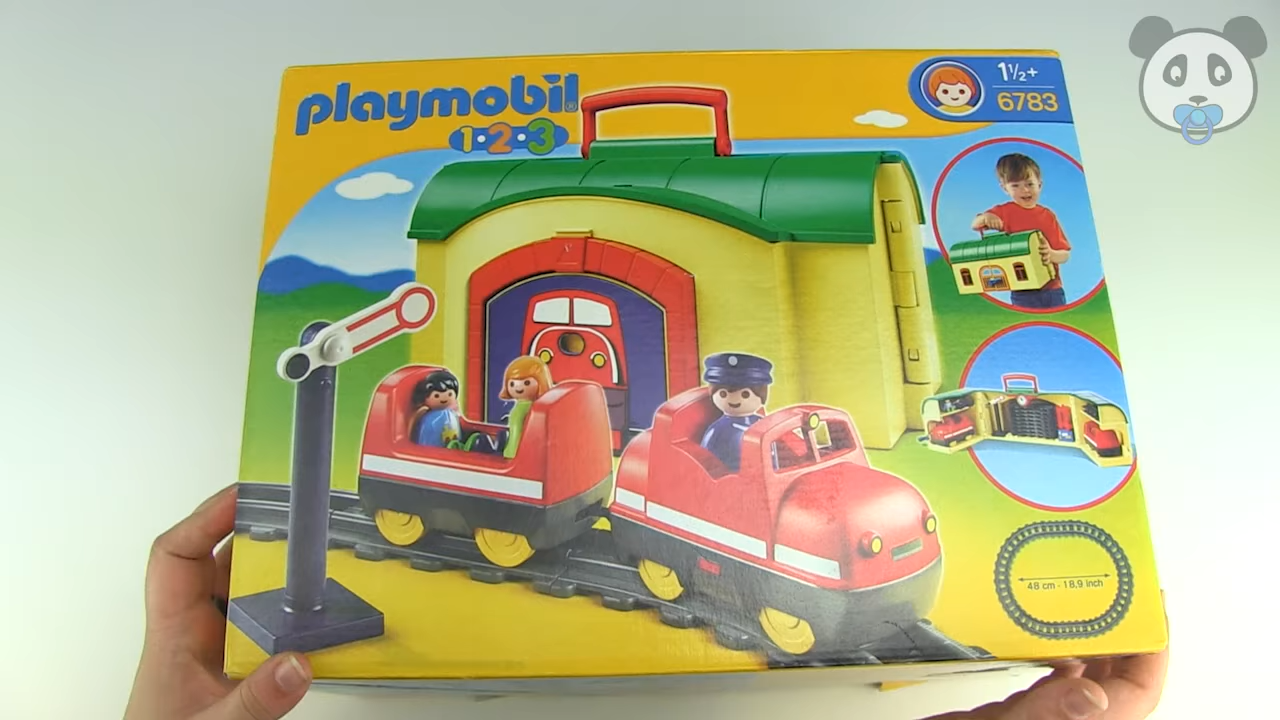 playmobil®
1·2·3
1½+
6783
48 cm - 18,9 inch